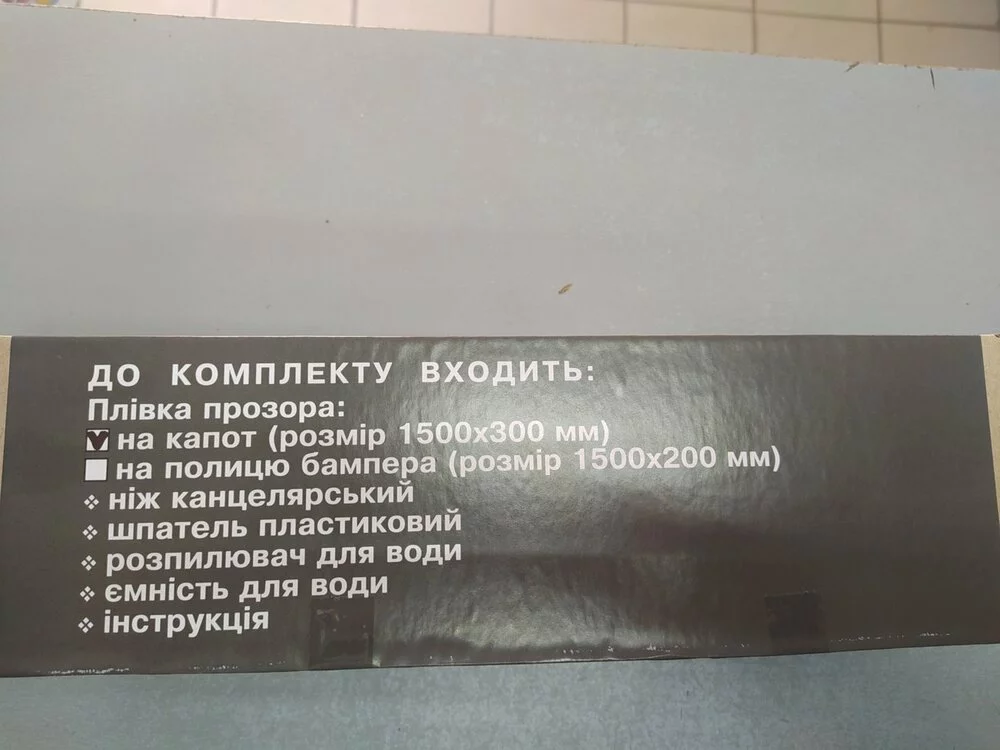 ДО КОМПЛЕКТУ ВХОДИТЬ:
Плівка прозора:
на капот (розмір 1500х300 мм)
на полицю бампера (розмір 1500х200 мм)
ніж канцелярський
шпатель пластиковий
розпилювач для води
ємність для води
інструкція